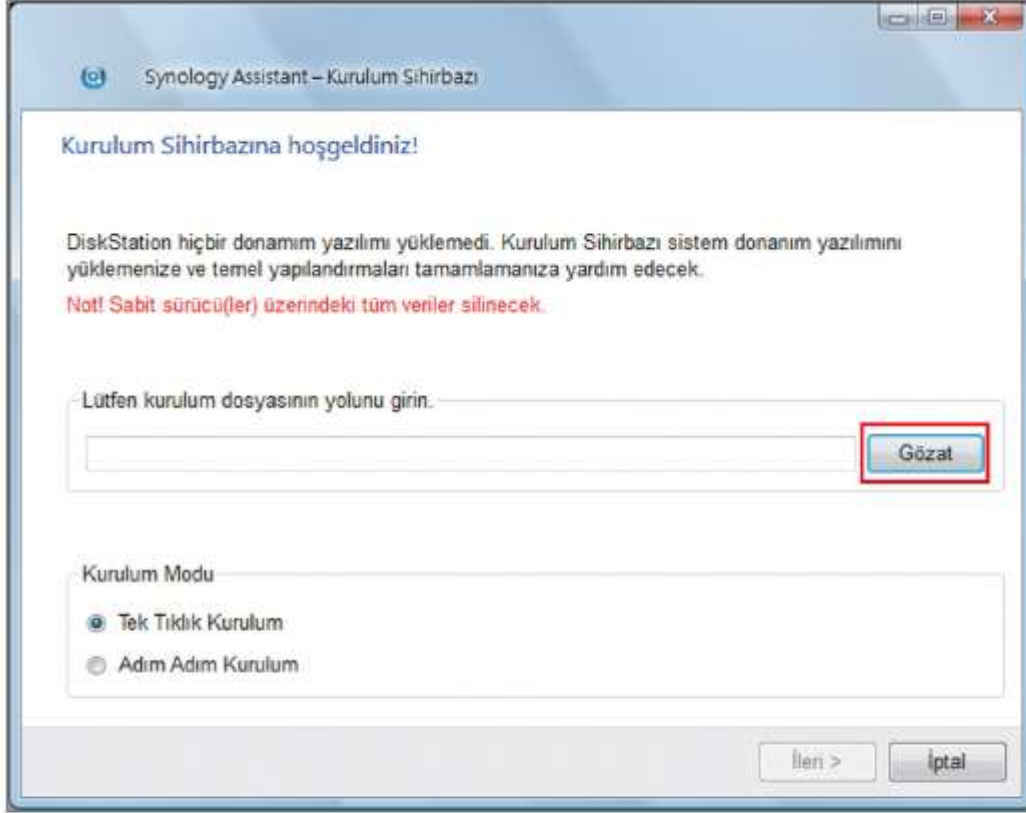 Synology Assistant – Kurulum Sihirbazı
Kurulum Sihirbazına hoşgeldiniz!
DiskStation hiçbir donamım yazılımı yüklemedi. Kurulum Sihirbazı sistem donanım yazılımını
yüklemenize ve temel yapılandırmaları tamamlamanıza yardım edecek.
Not! Sabit sürücü(ler) üzerindeki tüm veriler silinecek.
Lütfen kurulum dosyasının yolunu girin.
Gözat
Kurulum Modu
Tek Tıklık Kurulum
Adım Adım Kurulum
İleri >
İptal